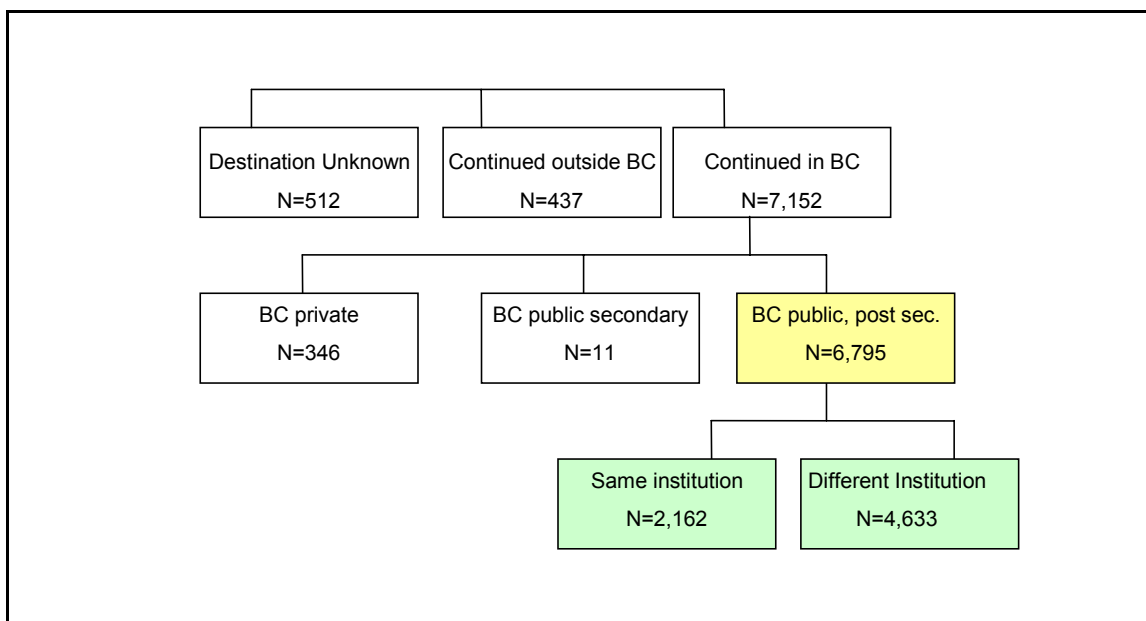 Destination Unknown
N=512
Continued outside BC
N=437
Continued in BC
N=7,152
BC private
N=346
BC public secondary
N=11
BC public, post sec.
N=6,795
Same institution
N=2,162
Different Institution
N=4,633